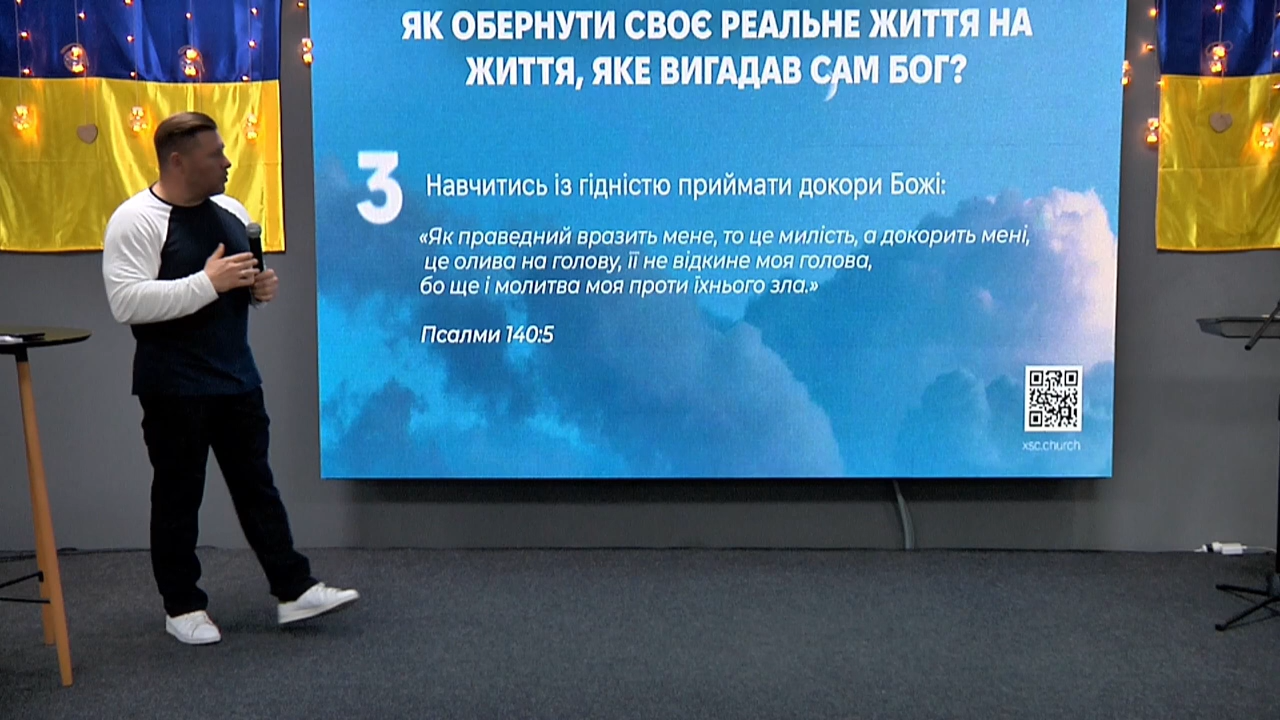 ЯК ОБЕРНУТИ СВОЄ РЕАЛЬНЕ ЖИТТЯ НА
ЖИТТЯ, ЯКЕ ВИГАДАВ САМ БОГ?
3
Навчитись із гідністю приймати докори Божі:
«Як праведний вразить мене, то це милість, а докорить мені,
це олива на голову, її не відкине моя голова,
бо ще і молитва моя проти їхнього зла.»
Псалми 140:5
xsc.church